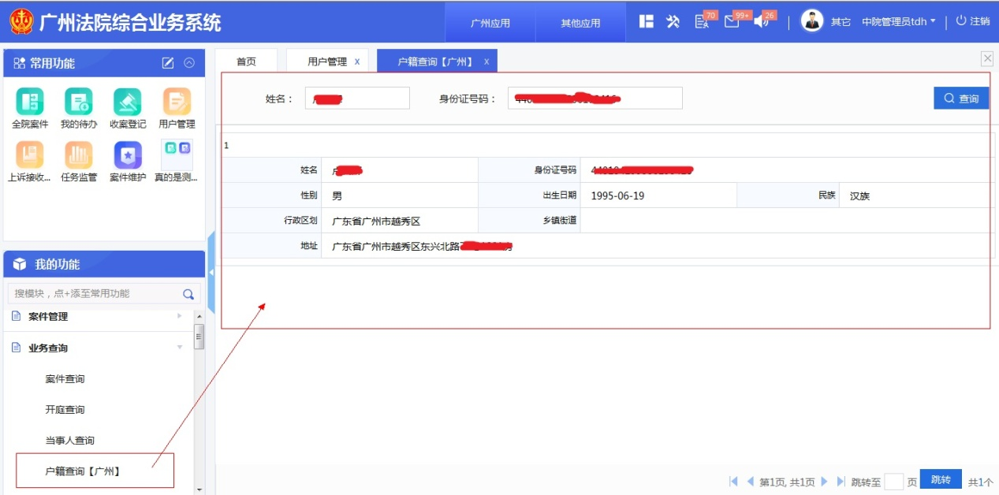 广州法院综合业务系统
广州应用 其他应用
70 99+ 26
其它 中院管理员tdh 注销
常用功能
首页 用户管理 x 户籍查询【广州】 x
姓名： 身份证号码： 查询
全院案件 我的待办 收案登记 用户管理
上诉接收... 任务监管 案件维护 真的是测...
1
姓名 身份证号码
性别 男 出生日期 1995-06-19 民族 汉族
行政区划 广东省广州市越秀区 乡镇街道
地址 广东省广州市越秀区东兴北路
我的功能
搜模块，点+添至常用功能
案件管理
业务查询
案件查询
开庭查询
当事人查询
户籍查询【广州】
第1页, 共1页 跳转至 页 跳转 共1个